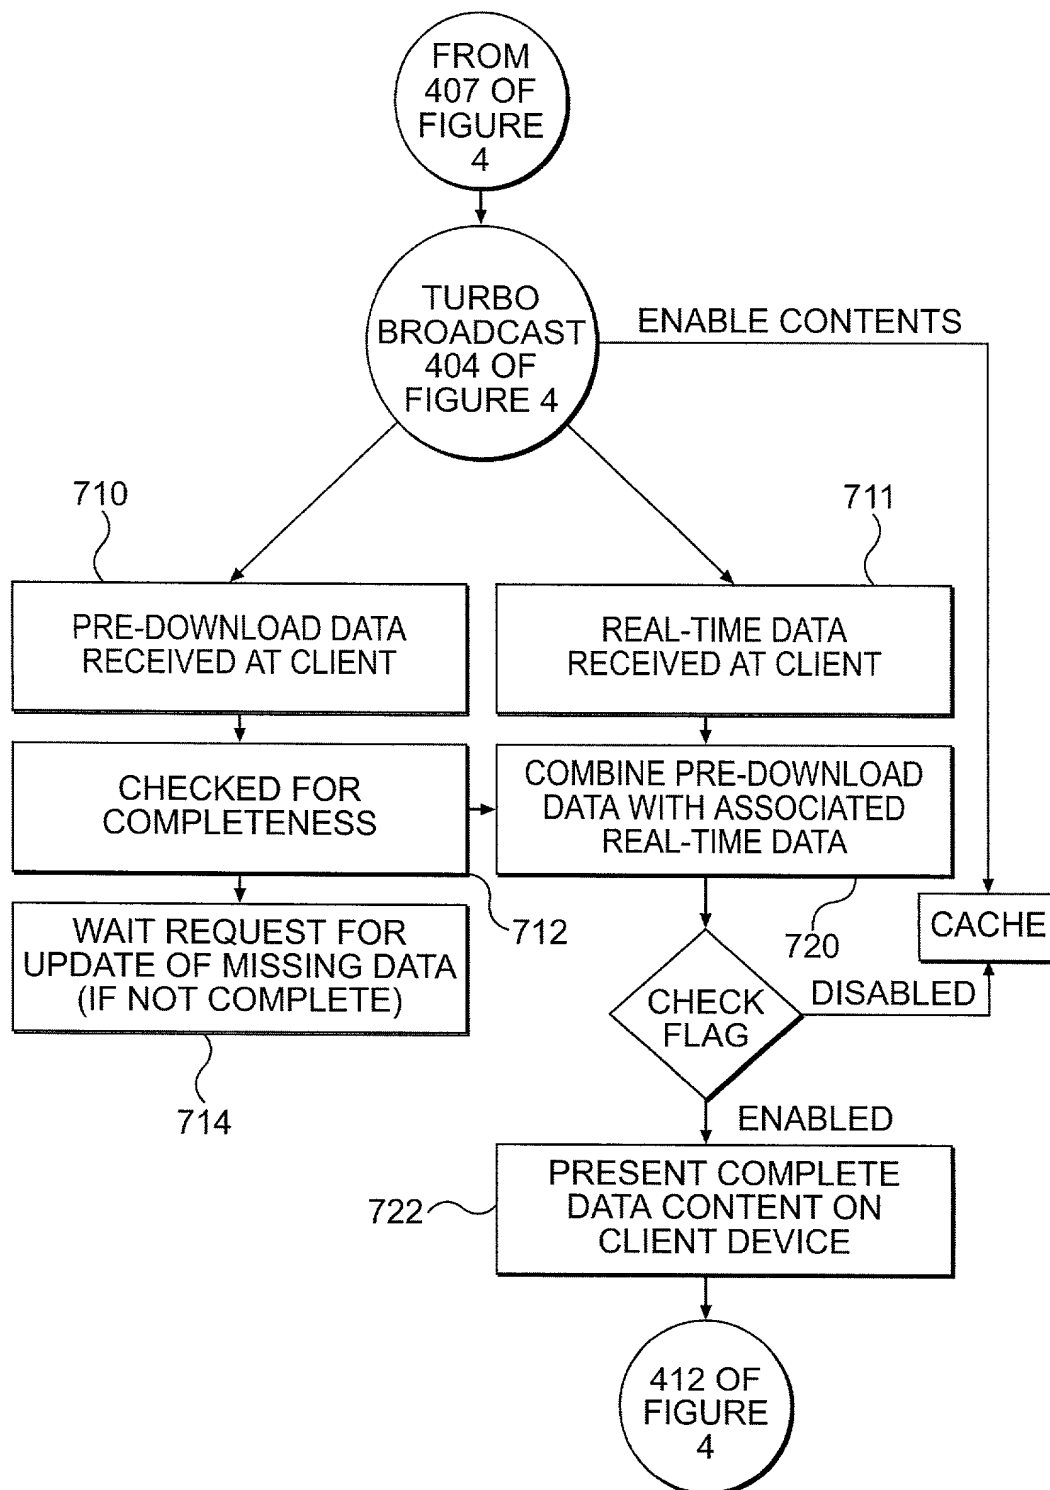 FROM
407 OF
FIGURE
4
TURBO
BROADCAST
404 OF
FIGURE 4
ENABLE CONTENTS
710
711
PRE-DOWNLOAD DATA
RECEIVED AT CLIENT
REAL-TIME DATA
RECEIVED AT CLIENT
CHECKED FOR
COMPLETENESS
COMBINE PRE-DOWNLOAD
DATA WITH ASSOCIATED
REAL-TIME DATA
WAIT REQUEST FOR
UPDATE OF MISSING DATA
(IF NOT COMPLETE)
712
720
CACHE
CHECK
FLAG
DISABLED
714
ENABLED
722
PRESENT COMPLETE
DATA CONTENT ON
CLIENT DEVICE
412 OF
FIGURE
4